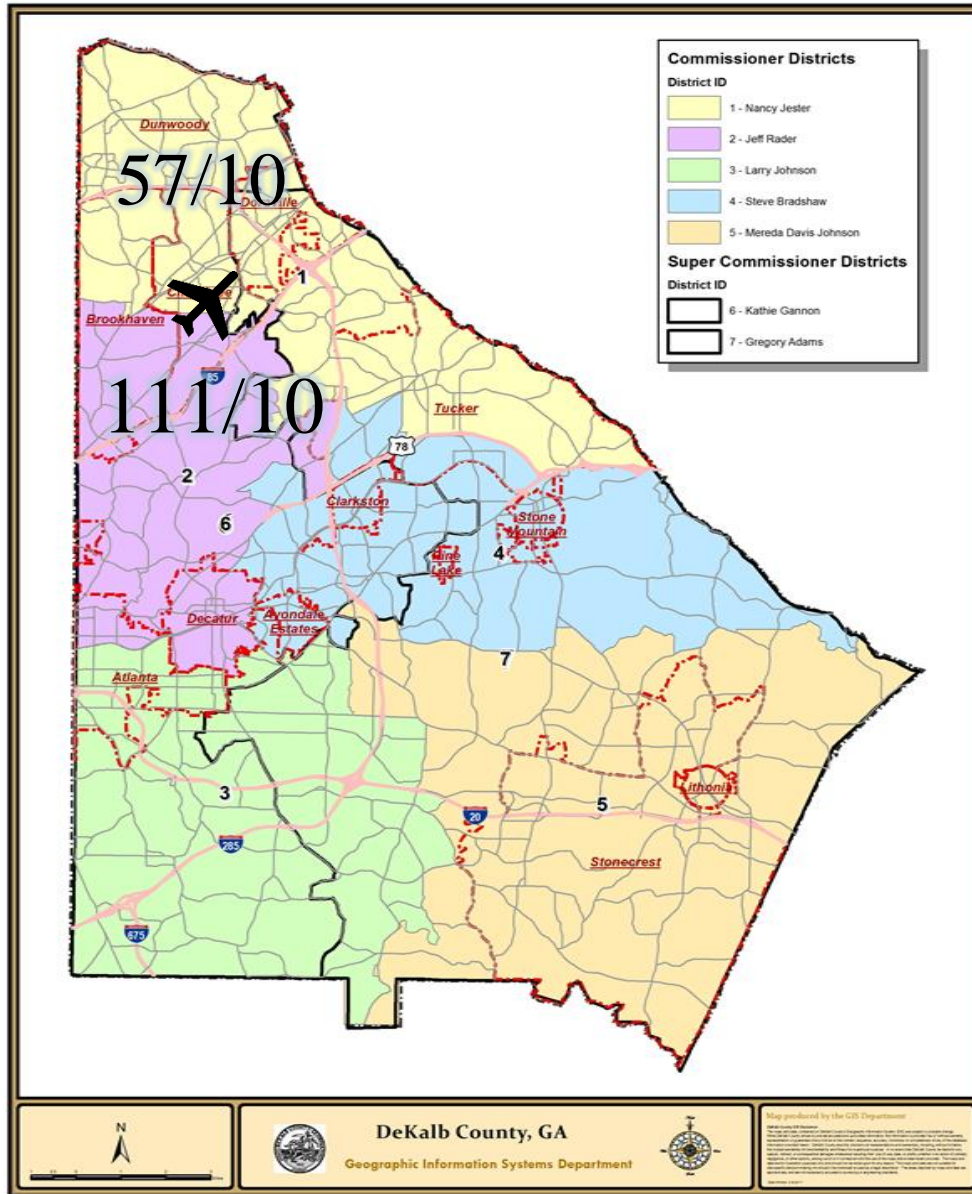 Commissioner Districts
District ID
1 - Nancy Jester
2 - Jeff Rader
3 - Larry Johnson
4 - Steve Bradshaw
5 - Mereda Davis Johnson
Super Commissioner Districts
District ID
6 - Kathie Gannon
7 - Gregory Adams
Dunwoody
57/10
1
Brookhaven
85
111/10
Tucker
78
2
Clarkston
Stone
Mountain
6
4
Decatur
Avondale
Estates
7
Atlanta
3
5
20
285
Stonecrest
675
N
DeKalb County, GA
Geographic Information Systems Department
Map produced by the GIS Department